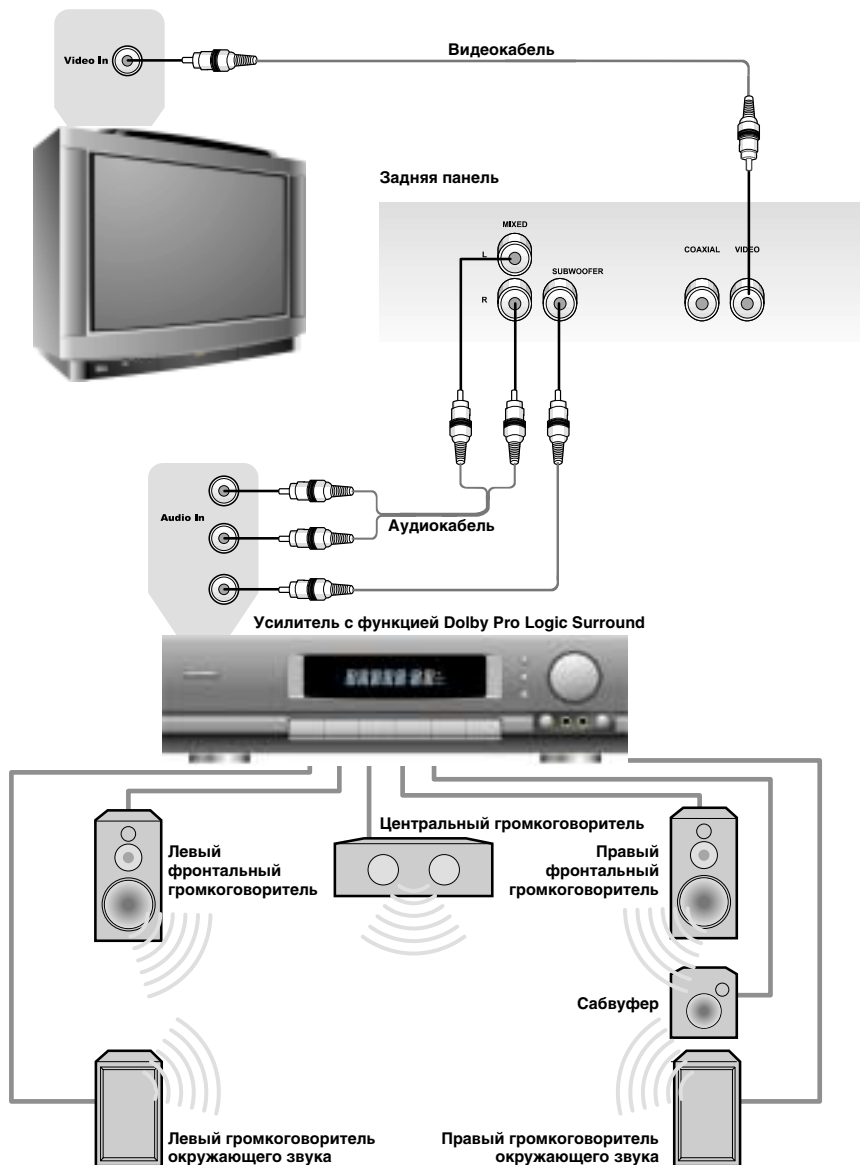 Видеокабель
Video In
Задняя панель
MIXED
L
COAXIAL VIDEO
SUBWOOFER
R
Audio In
Аудиокабель
Усилитель с функцией Dolby Pro Logic Surround
Центральный громкоговоритель
Левый
фронтальный
громкоговоритель
Правый
фронтальный
громкоговоритель
Сабвуфер
Левый громкоговоритель
окружающего звука
Правый громкоговоритель
окружающего звука